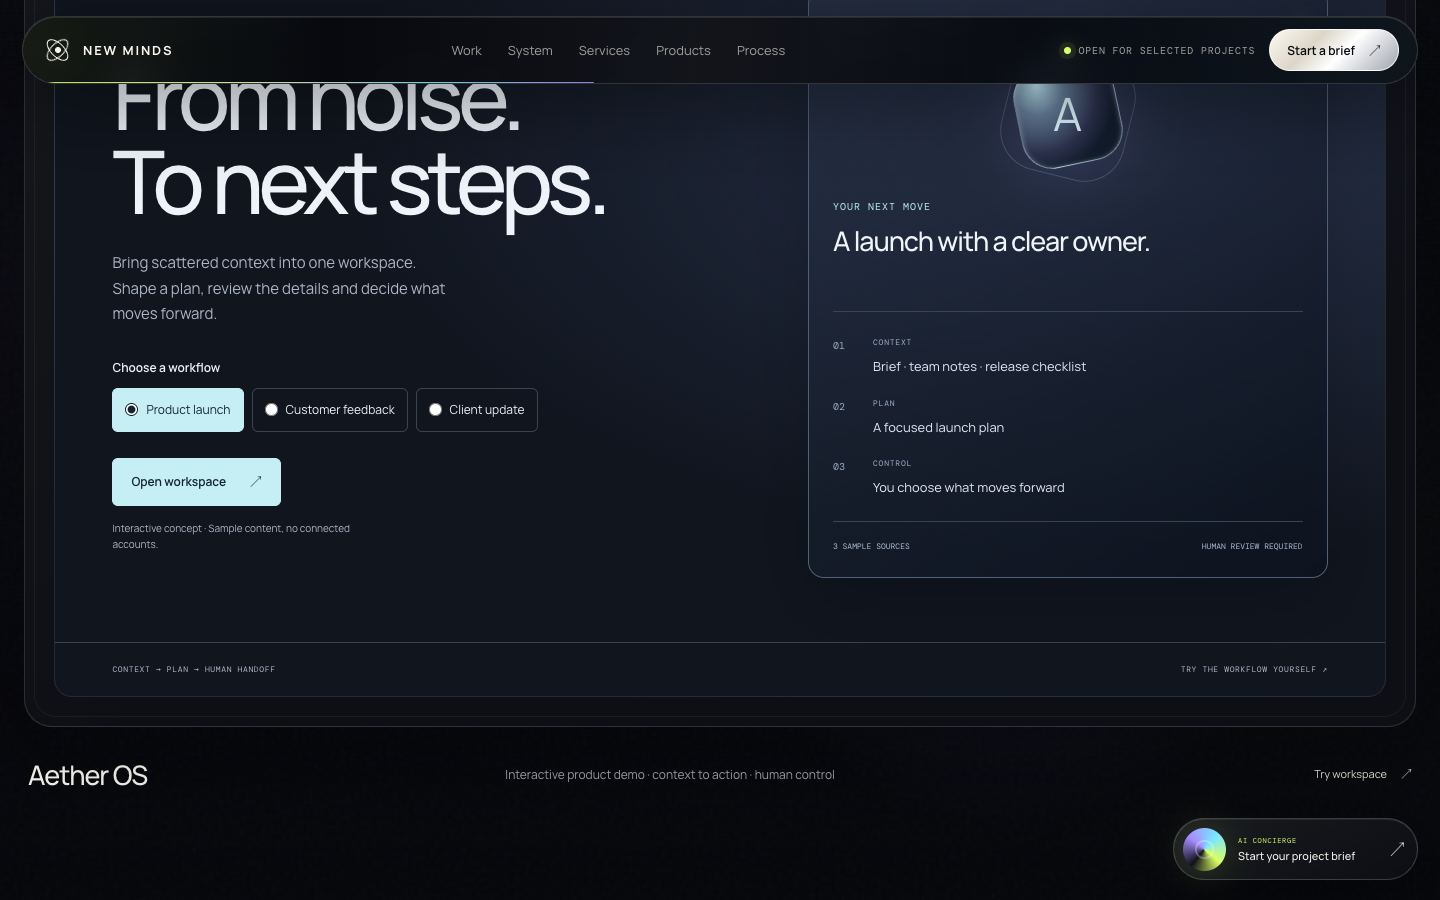 NEW MINDS
Work
System
Services
Products
Process
OPEN FOR SELECTED PROJECTS
Start a brief ↗
From noise.
To next steps.
Bring scattered context into one workspace.
Shape a plan, review the details and decide what
moves forward.
Choose a workflow
Product launch
Customer feedback
Client update
Open workspace ↗
Interactive concept · Sample content, no connected
accounts.
A
YOUR NEXT MOVE
A launch with a clear owner.
01
CONTEXT
Brief · team notes · release checklist
02
PLAN
A focused launch plan
03
CONTROL
You choose what moves forward
3 SAMPLE SOURCES
HUMAN REVIEW REQUIRED
CONTEXT → PLAN → HUMAN HANDOFF
TRY THE WORKFLOW YOURSELF ↗
Aether OS
Interactive product demo · context to action · human control
Try workspace ↗
AI CONCIERGE
Start your project brief ↗